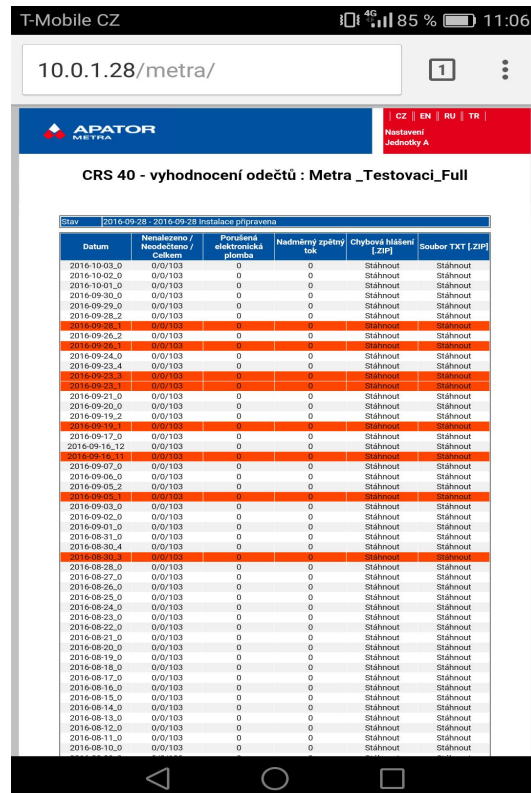 T-Mobile CZ 4G 85 % 11:06
10.0.1.28/metra/ 1
| CZ || EN || RU || TR |
APATOR
METRA
Nastavení
Jednotky A
CRS 40 - vyhodnocení odečtů : Metra _Testovaci_Full
Stav 2016-09-28 - 2016-09-28 Instalace připravena
Datum Nenalezeno / Neodečteno / Celkem Porušená elektronická plomba Nadměrný zpětný tok Chybová hlášení [.ZIP] Soubor TXT [.ZIP]
2016-10-03_0 0/0/103 0 0 Stáhnout Stáhnout
2016-10-02_0 0/0/103 0 0 Stáhnout Stáhnout
2016-10-01_0 0/0/103 0 0 Stáhnout Stáhnout
2016-09-30_0 0/0/103 0 0 Stáhnout Stáhnout
2016-09-29_0 0/0/103 0 0 Stáhnout Stáhnout
2016-09-28_2 0/0/103 0 0 Stáhnout Stáhnout
2016-09-28_1 0/0/103 0 0 Stáhnout Stáhnout
2016-09-26_2 0/0/103 0 0 Stáhnout Stáhnout
2016-09-26_1 0/0/103 0 0 Stáhnout Stáhnout
2016-09-24_0 0/0/103 0 0 Stáhnout Stáhnout
2016-09-23_4 0/0/103 0 0 Stáhnout Stáhnout
2016-09-23_3 0/0/103 0 0 Stáhnout Stáhnout
2016-09-23_1 0/0/103 0 0 Stáhnout Stáhnout
2016-09-21_0 0/0/103 0 0 Stáhnout Stáhnout
2016-09-20_0 0/0/103 0 0 Stáhnout Stáhnout
2016-09-19_2 0/0/103 0 0 Stáhnout Stáhnout
2016-09-19_1 0/0/103 0 0 Stáhnout Stáhnout
2016-09-17_0 0/0/103 0 0 Stáhnout Stáhnout
2016-09-16_12 0/0/103 0 0 Stáhnout Stáhnout
2016-09-16_11 0/0/103 0 0 Stáhnout Stáhnout
2016-09-07_0 0/0/103 0 0 Stáhnout Stáhnout
2016-09-06_0 0/0/103 0 0 Stáhnout Stáhnout
2016-09-05_2 0/0/103 0 0 Stáhnout Stáhnout
2016-09-05_1 0/0/103 0 0 Stáhnout Stáhnout
2016-09-03_0 0/0/103 0 0 Stáhnout Stáhnout
2016-09-02_0 0/0/103 0 0 Stáhnout Stáhnout
2016-09-01_0 0/0/103 0 0 Stáhnout Stáhnout
2016-08-31_0 0/0/103 0 0 Stáhnout Stáhnout
2016-08-30_4 0/0/103 0 0 Stáhnout Stáhnout
2016-08-30_3 0/0/103 0 0 Stáhnout Stáhnout
2016-08-28_0 0/0/103 0 0 Stáhnout Stáhnout
2016-08-27_0 0/0/103 0 0 Stáhnout Stáhnout
2016-08-26_0 0/0/103 0 0 Stáhnout Stáhnout
2016-08-25_0 0/0/103 0 0 Stáhnout Stáhnout
2016-08-24_0 0/0/103 0 0 Stáhnout Stáhnout
2016-08-23_0 0/0/103 0 0 Stáhnout Stáhnout
2016-08-22_0 0/0/103 0 0 Stáhnout Stáhnout
2016-08-21_0 0/0/103 0 0 Stáhnout Stáhnout
2016-08-20_0 0/0/103 0 0 Stáhnout Stáhnout
2016-08-19_0 0/0/103 0 0 Stáhnout Stáhnout
2016-08-18_0 0/0/103 0 0 Stáhnout Stáhnout
2016-08-17_0 0/0/103 0 0 Stáhnout Stáhnout
2016-08-16_0 0/0/103 0 0 Stáhnout Stáhnout
2016-08-15_0 0/0/103 0 0 Stáhnout Stáhnout
2016-08-14_0 0/0/103 0 0 Stáhnout Stáhnout
2016-08-13_0 0/0/103 0 0 Stáhnout Stáhnout
2016-08-12_0 0/0/103 0 0 Stáhnout Stáhnout
2016-08-11_0 0/0/103 0 0 Stáhnout Stáhnout
2016-08-10_0 0/0/103 0 0 Stáhnout Stáhnout